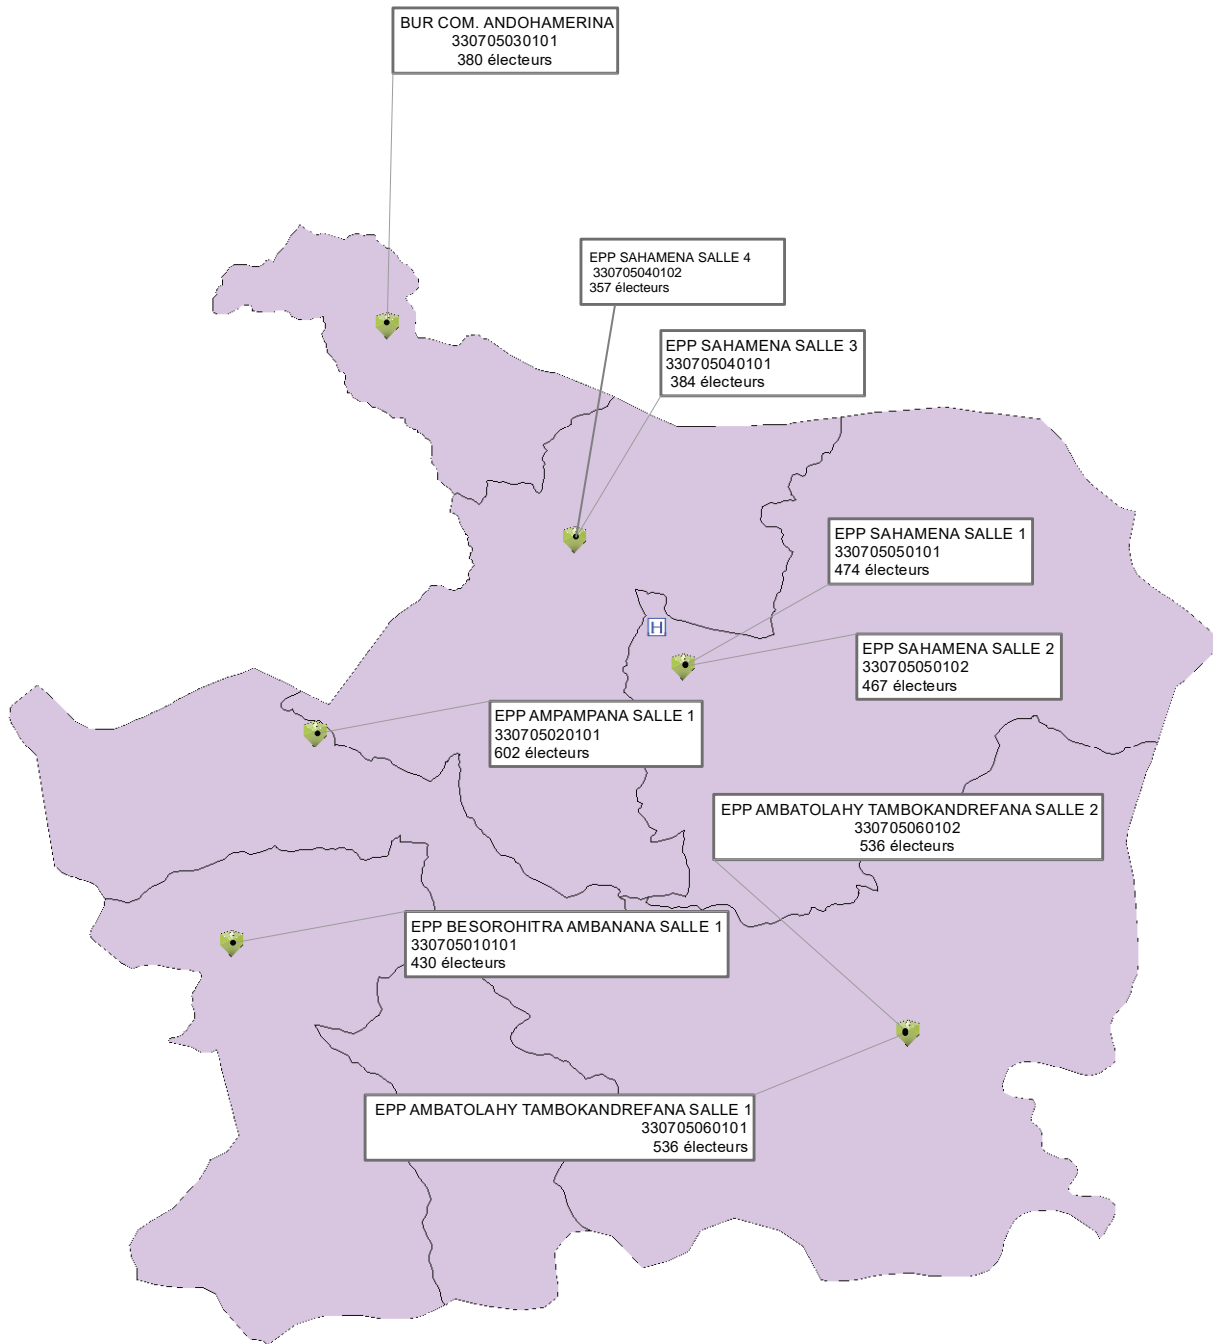 BUR COM. ANDOHAMERINA
330705030101
380 électeurs
EPP SAHAMENA SALLE 4
330705040102
357 électeurs
EPP SAHAMENA SALLE 3
330705040101
384 électeurs
EPP SAHAMENA SALLE 1
330705050101
474 électeurs
H
EPP SAHAMENA SALLE 2
330705050102
467 électeurs
EPP AMPAMPANA SALLE 1
330705020101
602 électeurs
EPP AMBATOLAHY TAMBOKANDREFANA SALLE 2
330705060102
536 électeurs
EPP BESOROHITRA AMBANANA SALLE 1
330705010101
430 électeurs
EPP AMBATOLAHY TAMBOKANDREFANA SALLE 1
330705060101
536 électeurs